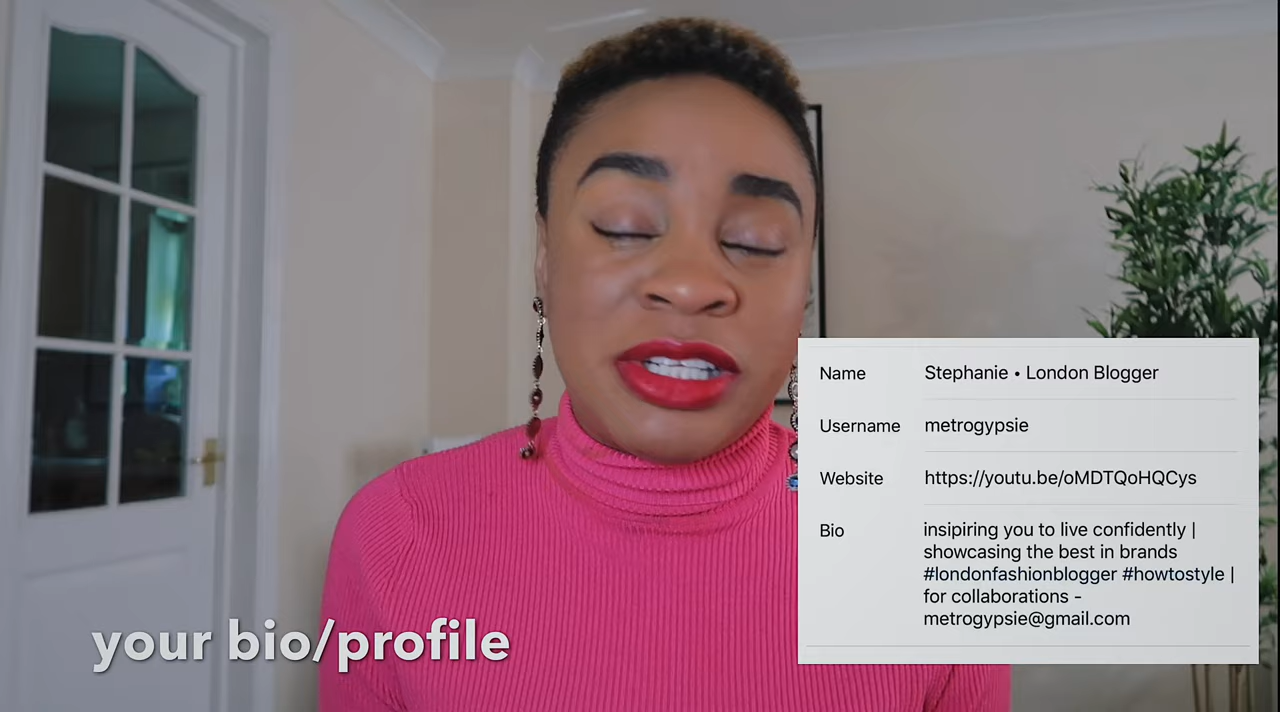 Name Stephanie • London Blogger
Username metrogypsie
Website https://youtu.be/oMDTQoHQCys
Bio insipiring you to live confidently |
showcasing the best in brands
#londonfashionblogger #howtostyle |
for collaborations -
metrogypsie@gmail.com
your bio/profile